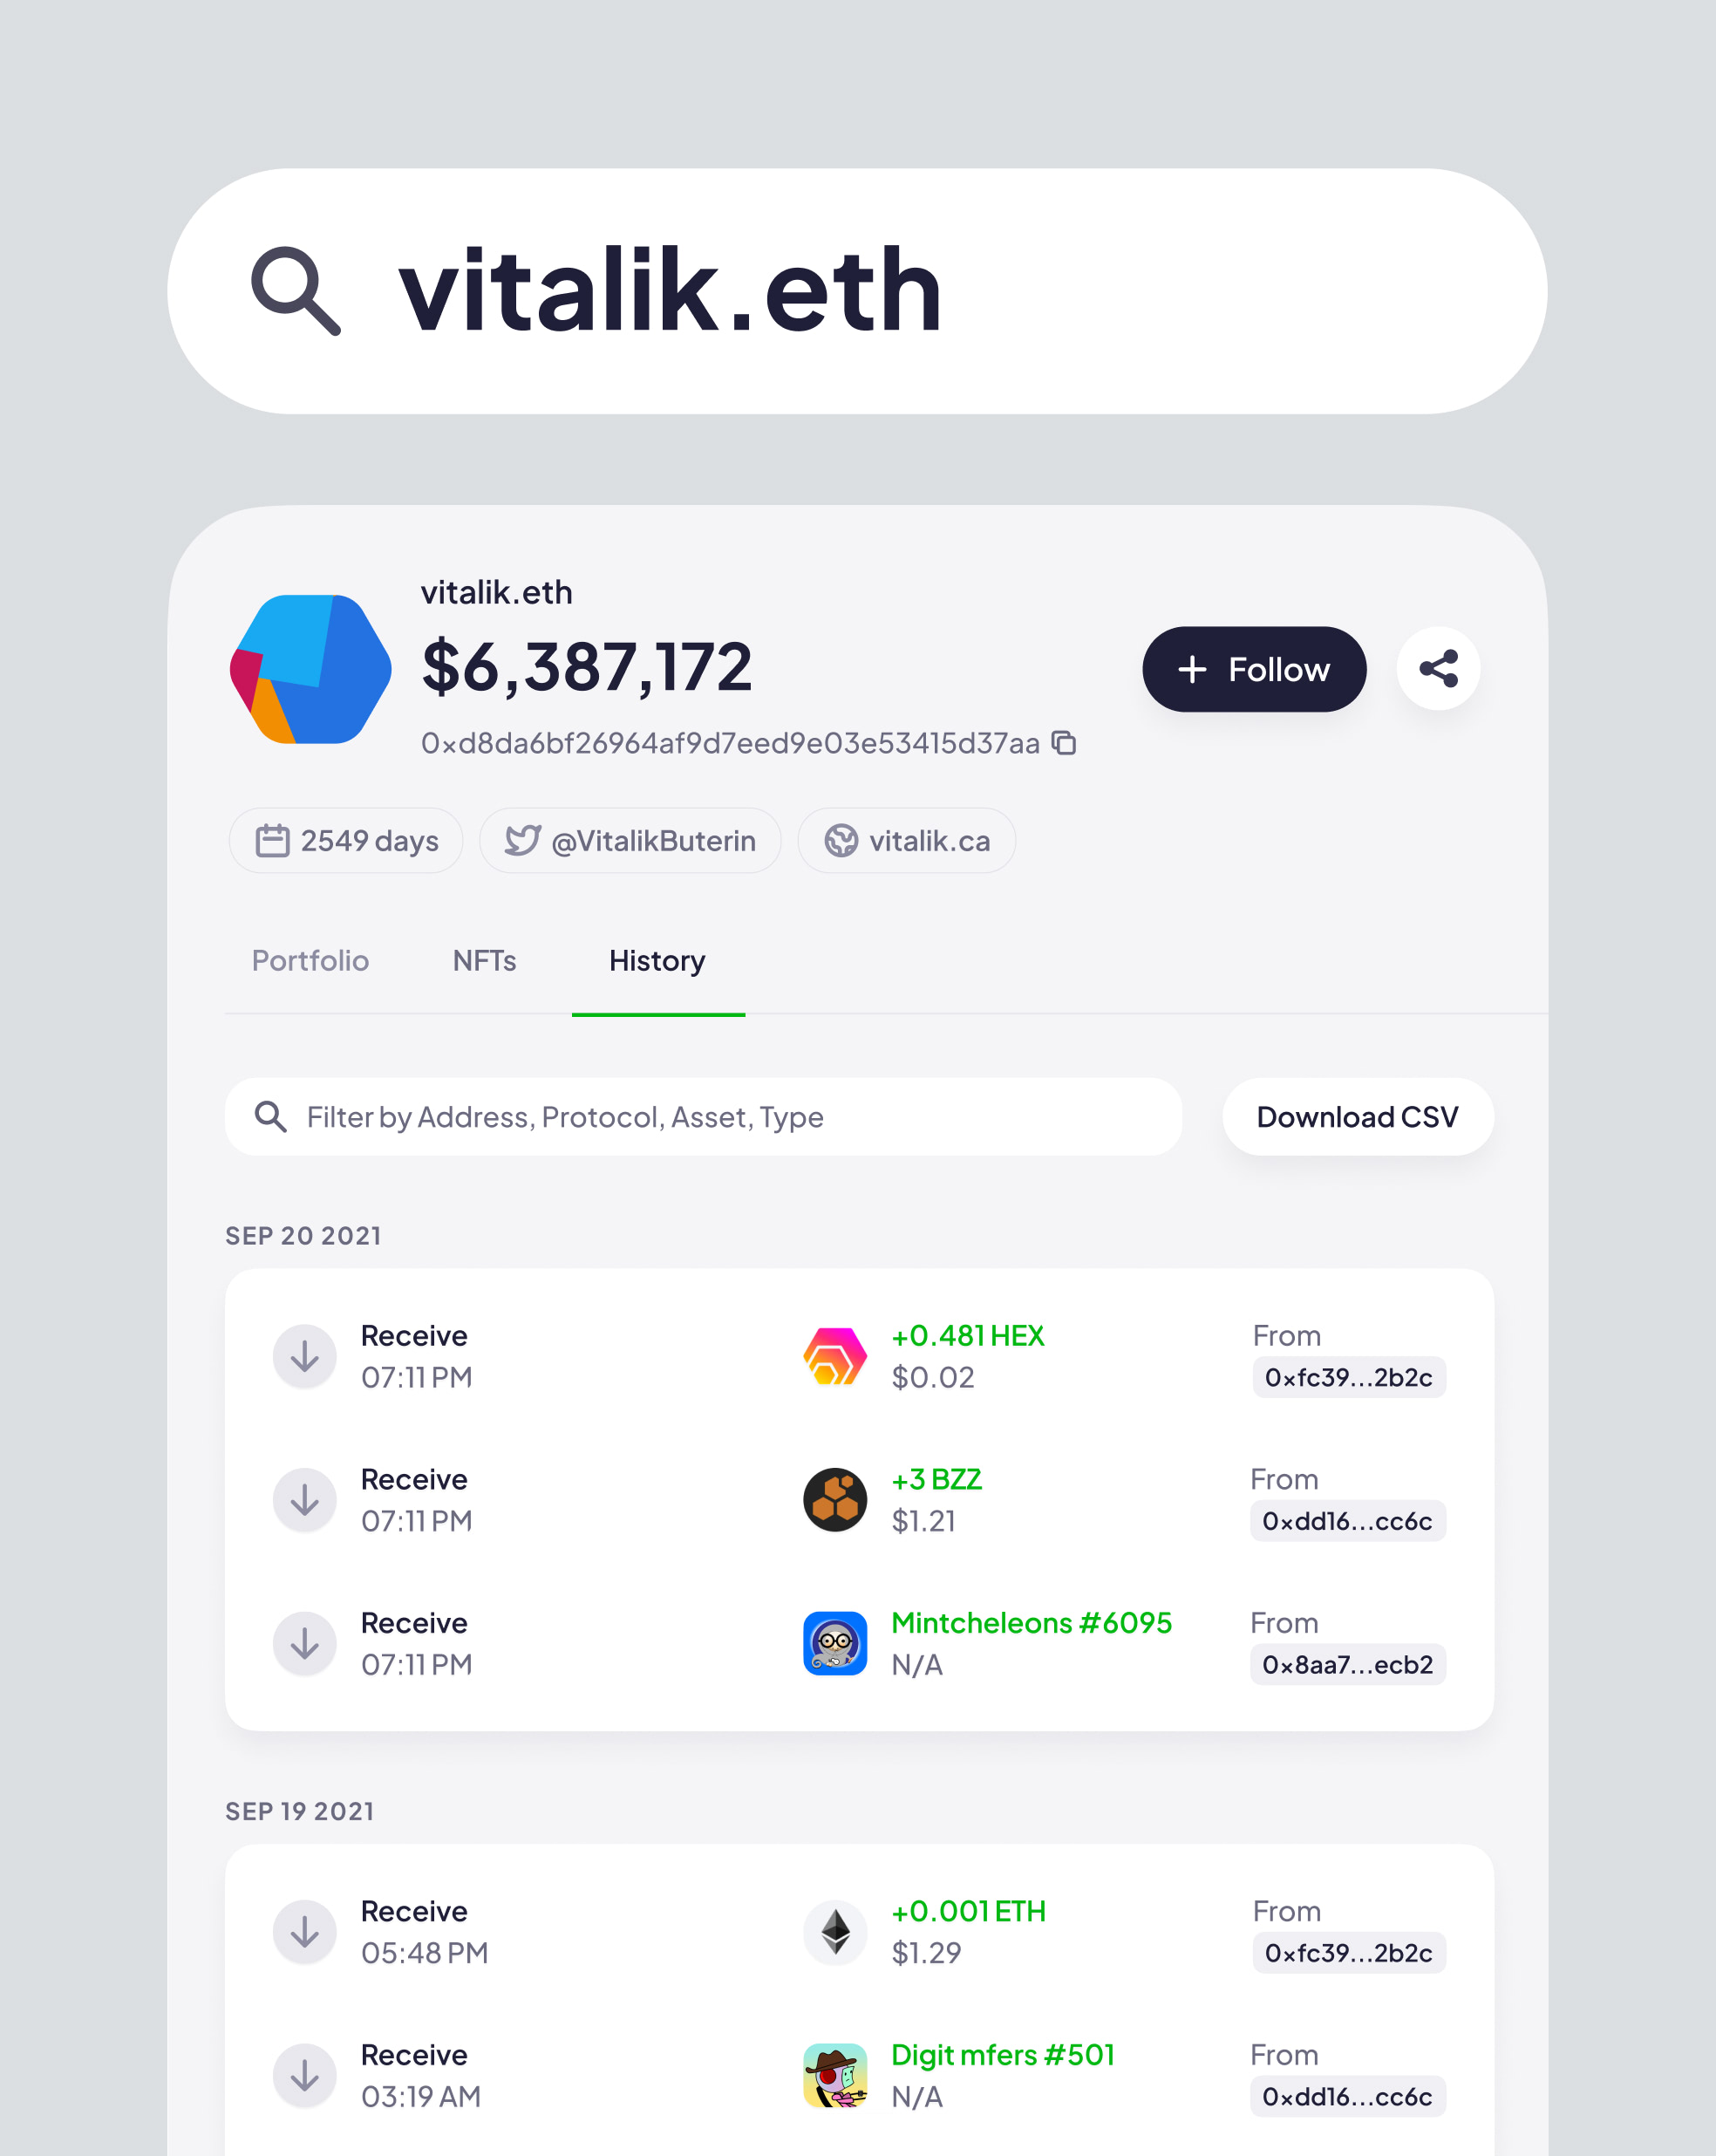 vitalik.eth
vitalik.eth
$6,387,172
0xd8da6bf26964af9d7eed9e03e53415d37aa
+ Follow
2549 days
@VitalikButerin
vitalik.ca
Portfolio
NFTs
History
Filter by Address, Protocol, Asset, Type
Download CSV
SEP 20 2021
Receive
07:11 PM
+0.481 HEX
$0.02
From
0xfc39...2b2c
Receive
07:11 PM
+3 BZZ
$1.21
From
0xdd16...cc6c
Receive
07:11 PM
Mintcheleons #6095
N/A
From
0x8aa7...ecb2
SEP 19 2021
Receive
05:48 PM
+0.001 ETH
$1.29
From
0xfc39...2b2c
Receive
03:19 AM
Digit mfers #501
N/A
From
0xdd16...cc6c